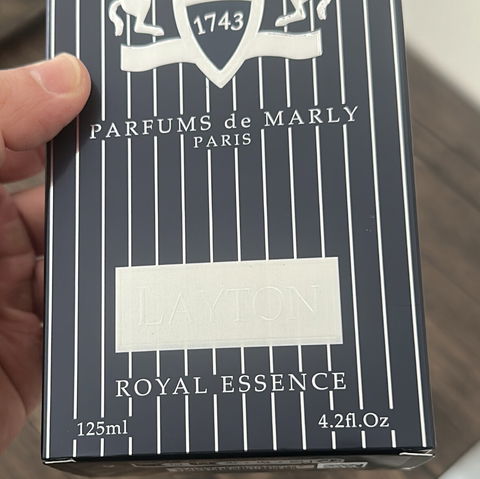 1743
PARFUMS de MARLY
PARIS
LAYTON
ROYAL ESSENCE
125ml 4.2fl.Oz